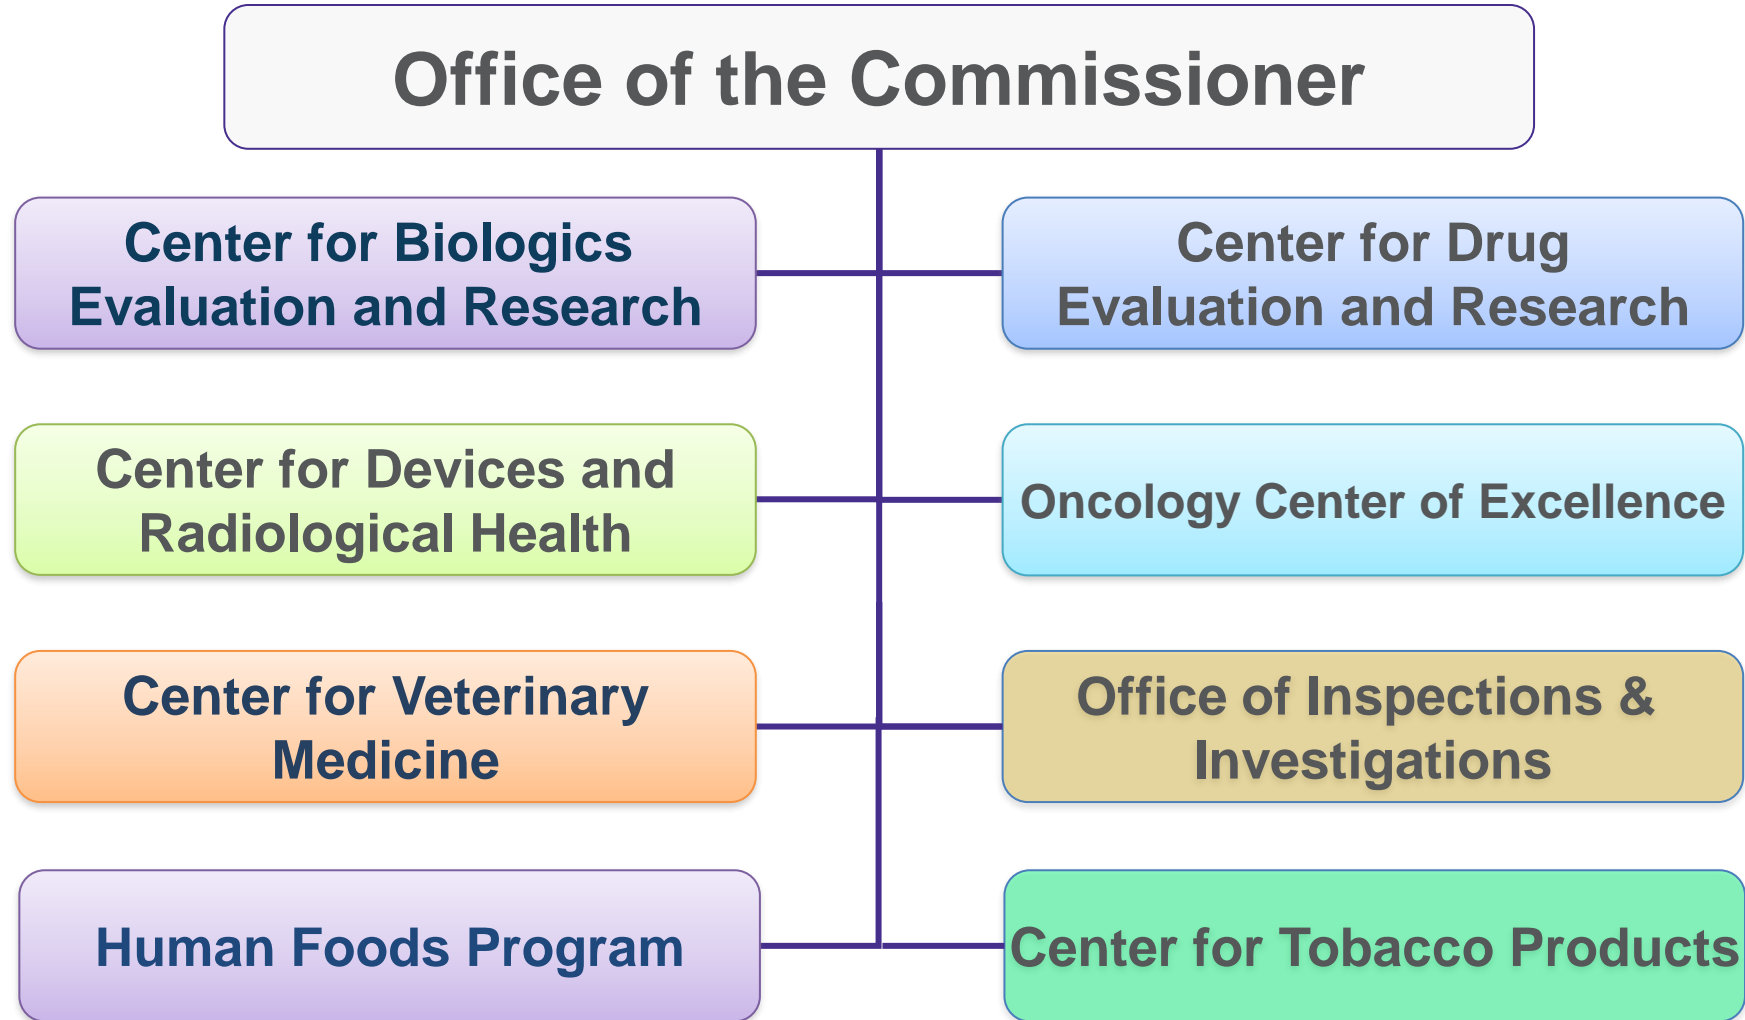 Office of the Commissioner
Center for Biologics
Evaluation and Research
Center for Drug
Evaluation and Research
Center for Devices and
Radiological Health
Oncology Center of Excellence
Center for Veterinary
Medicine
Office of Inspections &
Investigations
Human Foods Program
Center for Tobacco Products